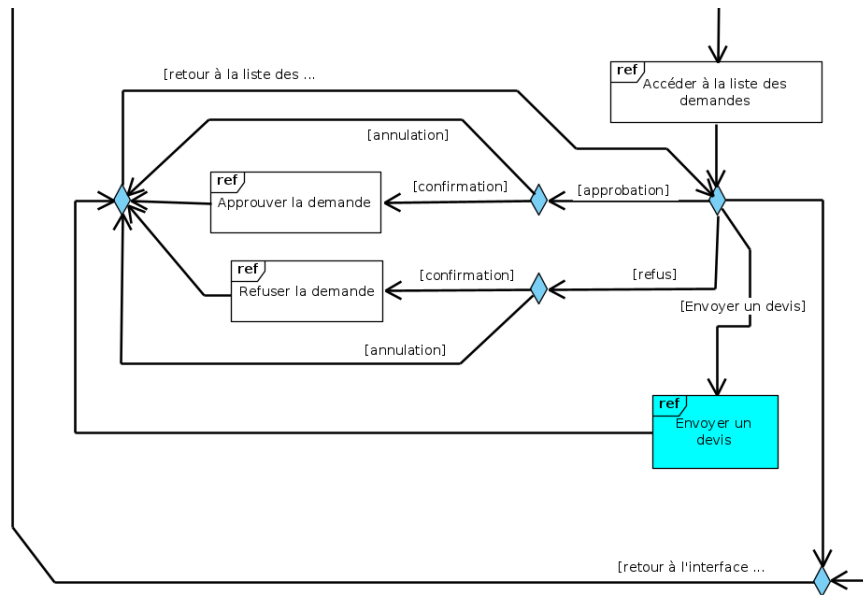 [retour à la liste des ...
ref
Accéder à la liste des
demandes
[annulation]
ref
Approuver la demande
[confirmation]
[approbation]
ref
Refuser la demande
[confirmation]
[refus]
[Envoyer un devis]
[annulation]
ref
Envoyer un
devis
[retour à l'interface ...